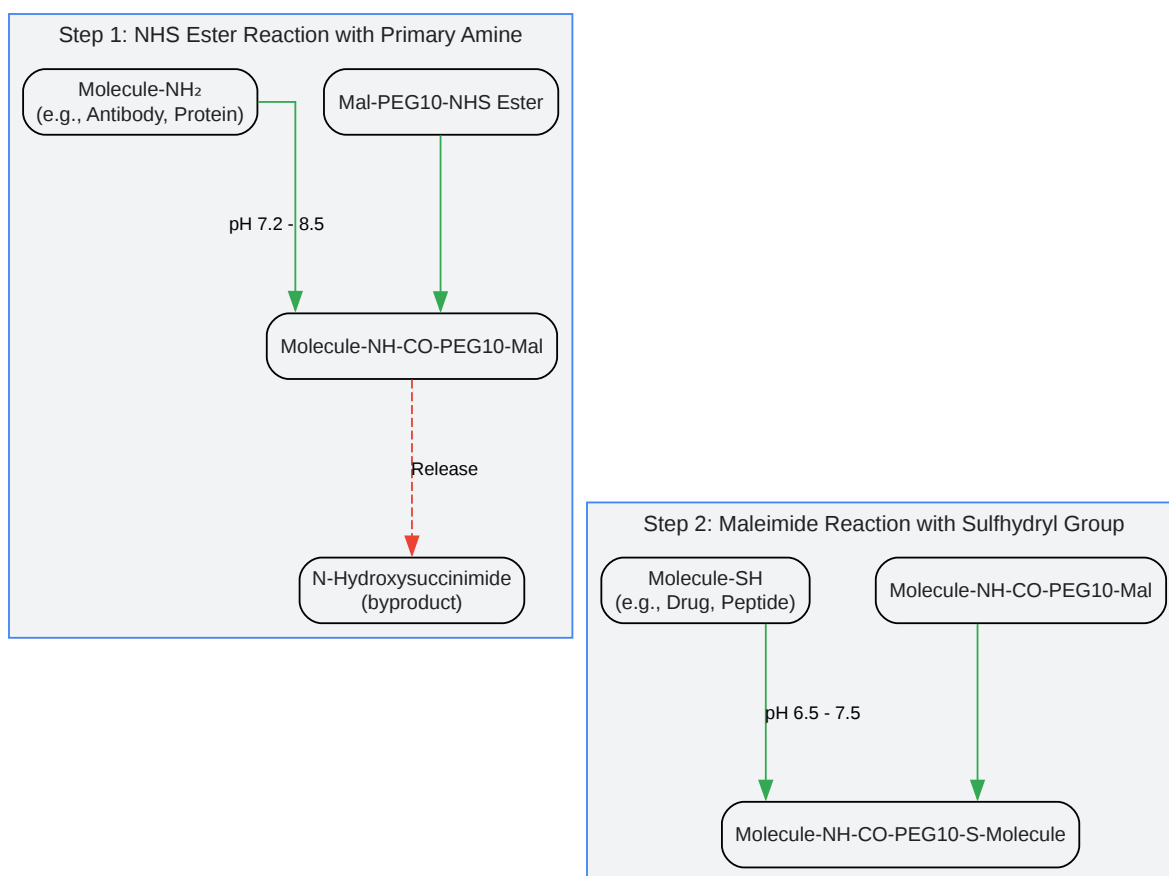 Step 1: NHS Ester Reaction with Primary Amine
Molecule-NH₂
(e.g., Antibody, Protein)
Mal-PEG10-NHS Ester
pH 7.2 - 8.5
Molecule-NH-CO-PEG10-Mal
Release
N-Hydroxysuccinimide
(byproduct)
Step 2: Maleimide Reaction with Sulfhydryl Group
Molecule-SH
(e.g., Drug, Peptide)
Molecule-NH-CO-PEG10-Mal
pH 6.5 - 7.5
Molecule-NH-CO-PEG10-S-Molecule